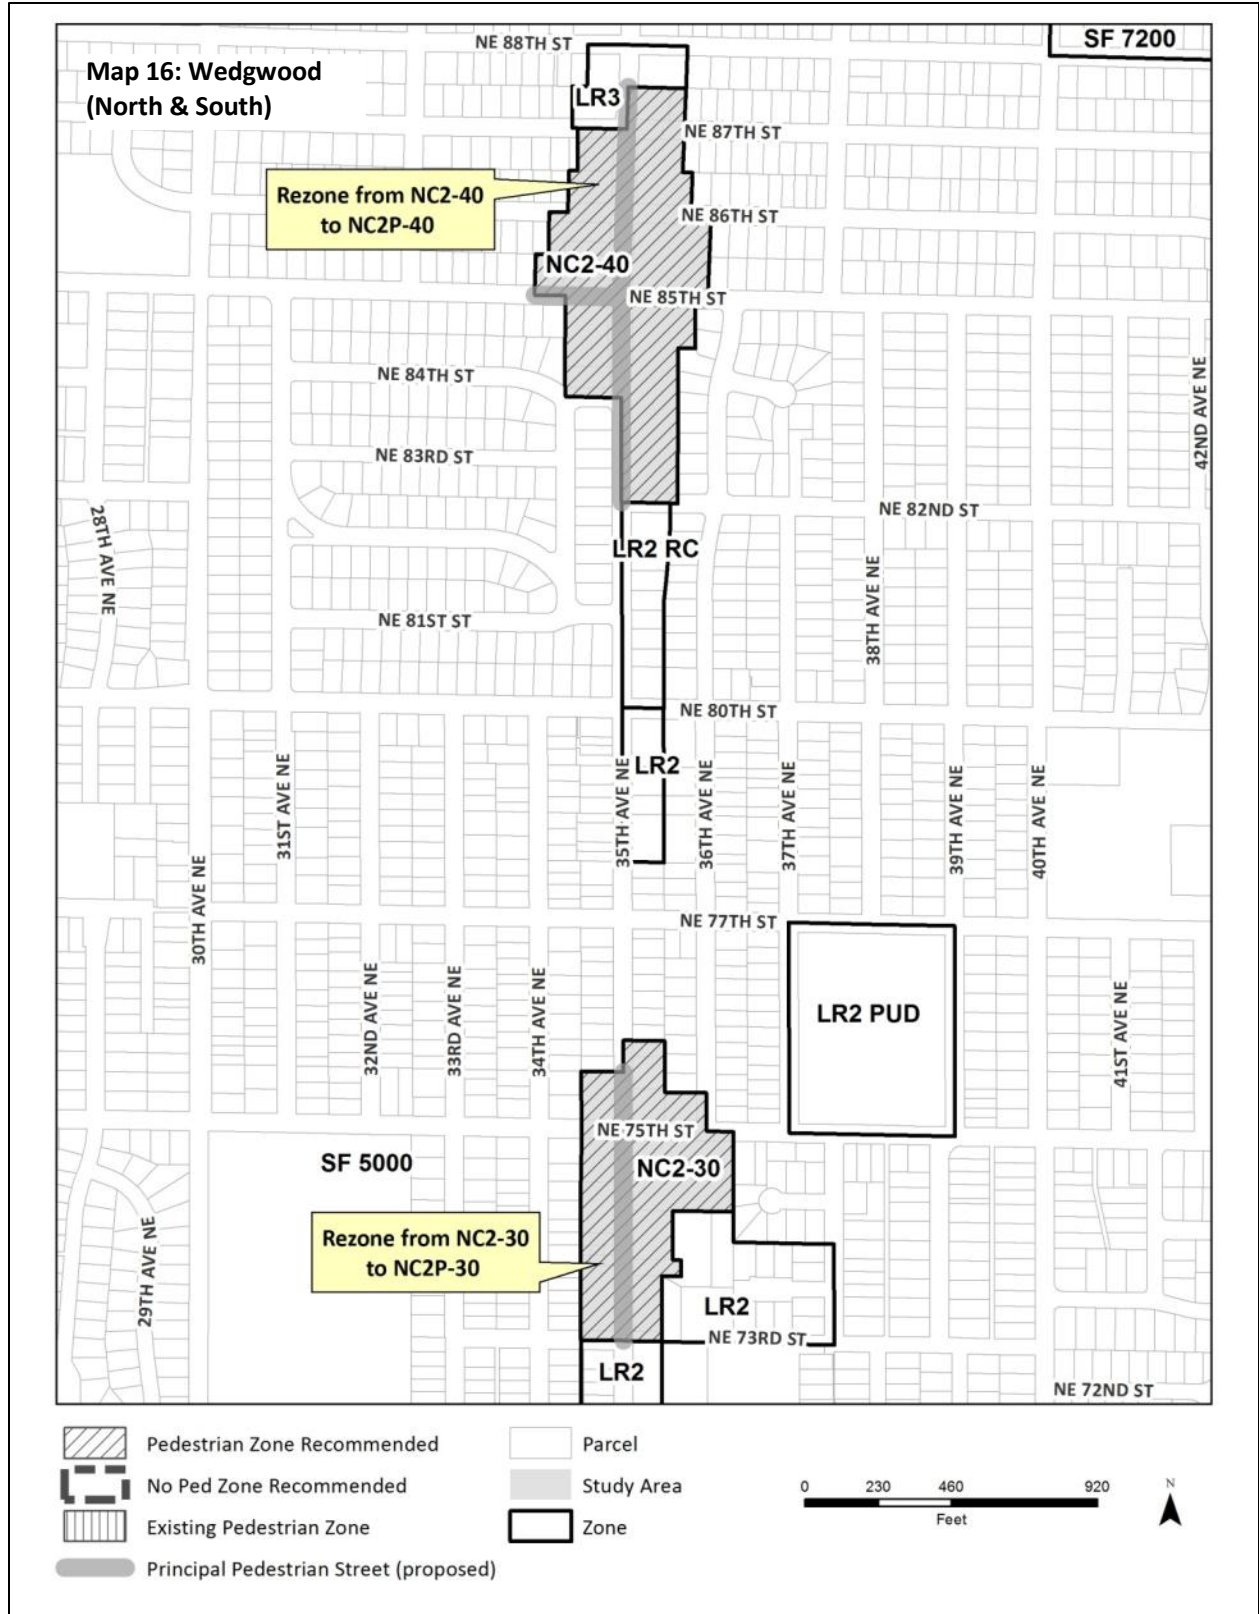 NE 88TH ST
SF 7200
Map 16: Wedgwood
(North & South)
LR3
NE 87TH ST
Rezone from NC2-40
to NC2P-40
NE 86TH ST
NC2-40
NE 85TH ST
NE 84TH ST
42ND AVE NE
NE 83RD ST
28TH AVE NE
NE 82ND ST
LR2 RC
38TH AVE NE
NE 81ST ST
NE 80TH ST
31ST AVE NE
35TH AVE NE
LR2
36TH AVE NE
37TH AVE NE
39TH AVE NE
40TH AVE NE
30TH AVE NE
NE 77TH ST
32ND AVE NE
33RD AVE NE
34TH AVE NE
LR2 PUD
41ST AVE NE
NE 75TH ST
SF 5000
NC2-30
29TH AVE NE
Rezone from NC2-30
to NC2P-30
LR2
NE 73RD ST
LR2
NE 72ND ST
Pedestrian Zone Recommended
No Ped Zone Recommended
Existing Pedestrian Zone
Principal Pedestrian Street (proposed)
Parcel
Study Area
Zone
0 230 460 920
Feet
N